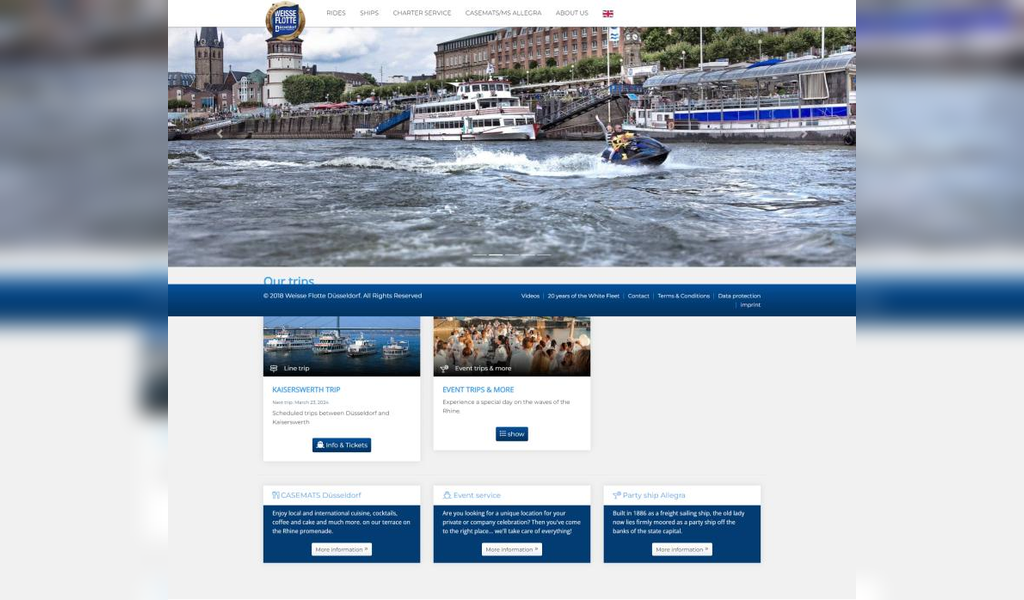 WEISSE
FLOTTE
RIDES SHIPS CHARTER SERVICE CASEMATS/MS ALLEGRA ABOUT US
Our trips
© 2018 Weisse Flotte Düsseldorf. All Rights Reserved
Videos | 20 years of the White Fleet | Contact | Terms & Conditions | Data protection
| imprint
Line trip
Event trips & more
KAISERSWERTH TRIP
Next trip: March 23, 2024
Scheduled trips between Düsseldorf and
Kaiserswerth
Info & Tickets
EVENT TRIPS & MORE
Experience a special day on the waves of the
Rhine.
show
CASEMATS Düsseldorf
Enjoy local and international cuisine, cocktails,
coffee and cake and much more. on our terrace on
the Rhine promenade.
More information »
Event service
Are you looking for a unique location for your
private or company celebration? Then you've come
to the right place... we'll take care of everything!
More information »
Party ship Allegra
Built in 1886 as a freight sailing ship, the old lady
now lies firmly moored as a party ship off the
banks of the state capital.
More information »